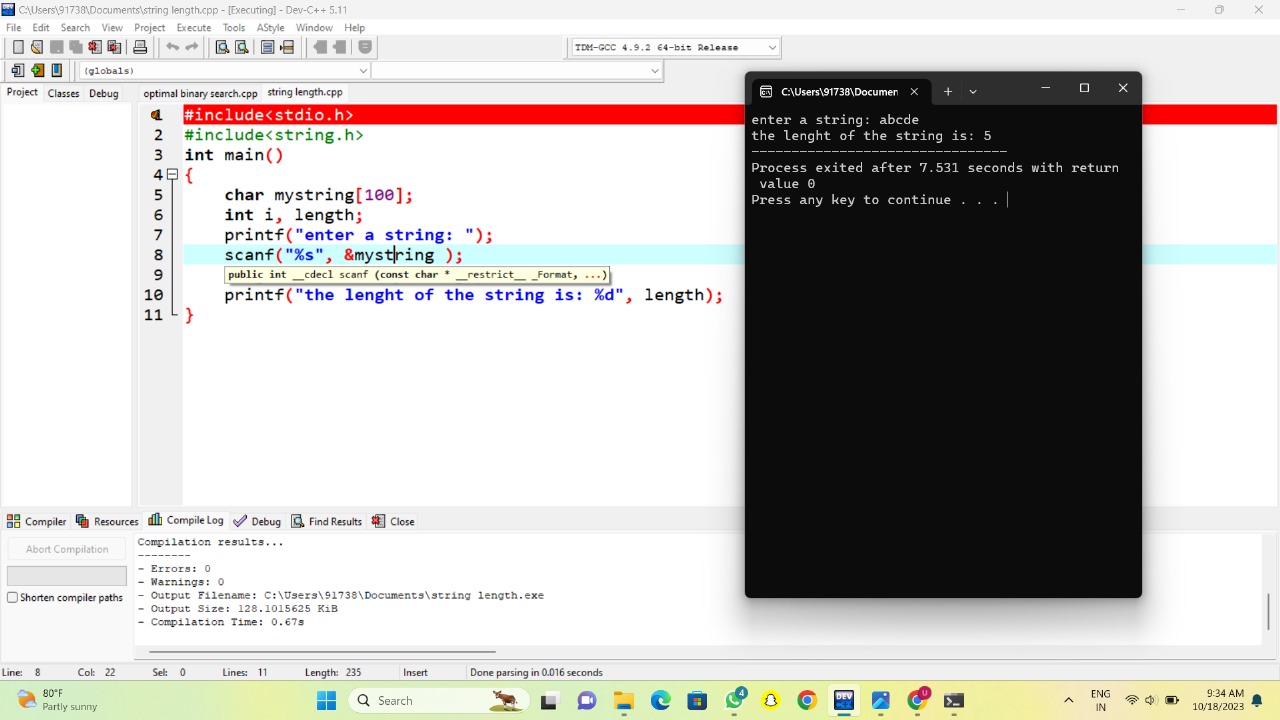 C:\Users\91738\Documents\string length.cpp - [Executing] - Dev-C++ 5.11
File Edit Search View Project Execute Tools AStyle Window Help
TDM-GCC 4.9.2 64-bit Release
(globals)
Project Classes Debug optimal binary search.cpp string length.cpp
#include<stdio.h>
2 #include<string.h>
3 int main()
4 {
5 char mystring[100];
6 int i, length;
7 printf("enter a string: ");
8 scanf("%s", &mystring );
9 public int __cdecl scanf (const char * __restrict__ _Format, ...)
10 printf("the lenght of the string is: %d", length);
11 }
C:\Users\91738\Documen
enter a string: abcde
the lenght of the string is: 5
--------------------------------
Process exited after 7.531 seconds with return
value 0
Press any key to continue . . .
Compiler Resources Compile Log Debug Find Results Close
Abort Compilation
Shorten compiler paths
Compilation results...
--------
- Errors: 0
- Warnings: 0
- Output Filename: C:\Users\91738\Documents\string length.exe
- Output Size: 128.1015625 KiB
- Compilation Time: 0.67s
Line: 8 Col: 22 Sel: 0 Lines: 11 Length: 235 Insert Done parsing in 0.016 seconds
80°F
Partly sunny
Search
DEV
4
U
ENG
IN
9:34 AM
10/18/2023